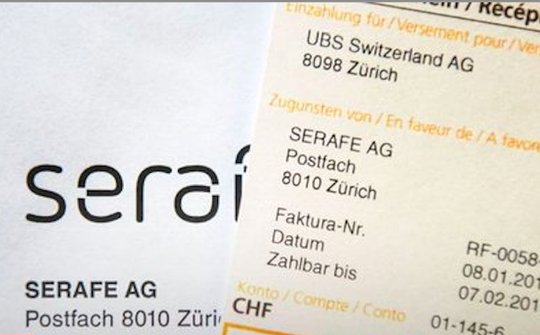 serafe
SERAFE AG
Postfach 8010 Züri
/ Récép
Einzahlung für / Versement pour / Ver
UBS Switzerland AG
8098 Zürich
Zugunsten von / En faveur de / A favore
SERAFE AG
Postfach
8010 Zürich
Faktura-Nr. RF-0058
Datum 08.01.201
Zahlbar bis 07.02.201
Konto / Compte / Conto 01-145-6
CHF